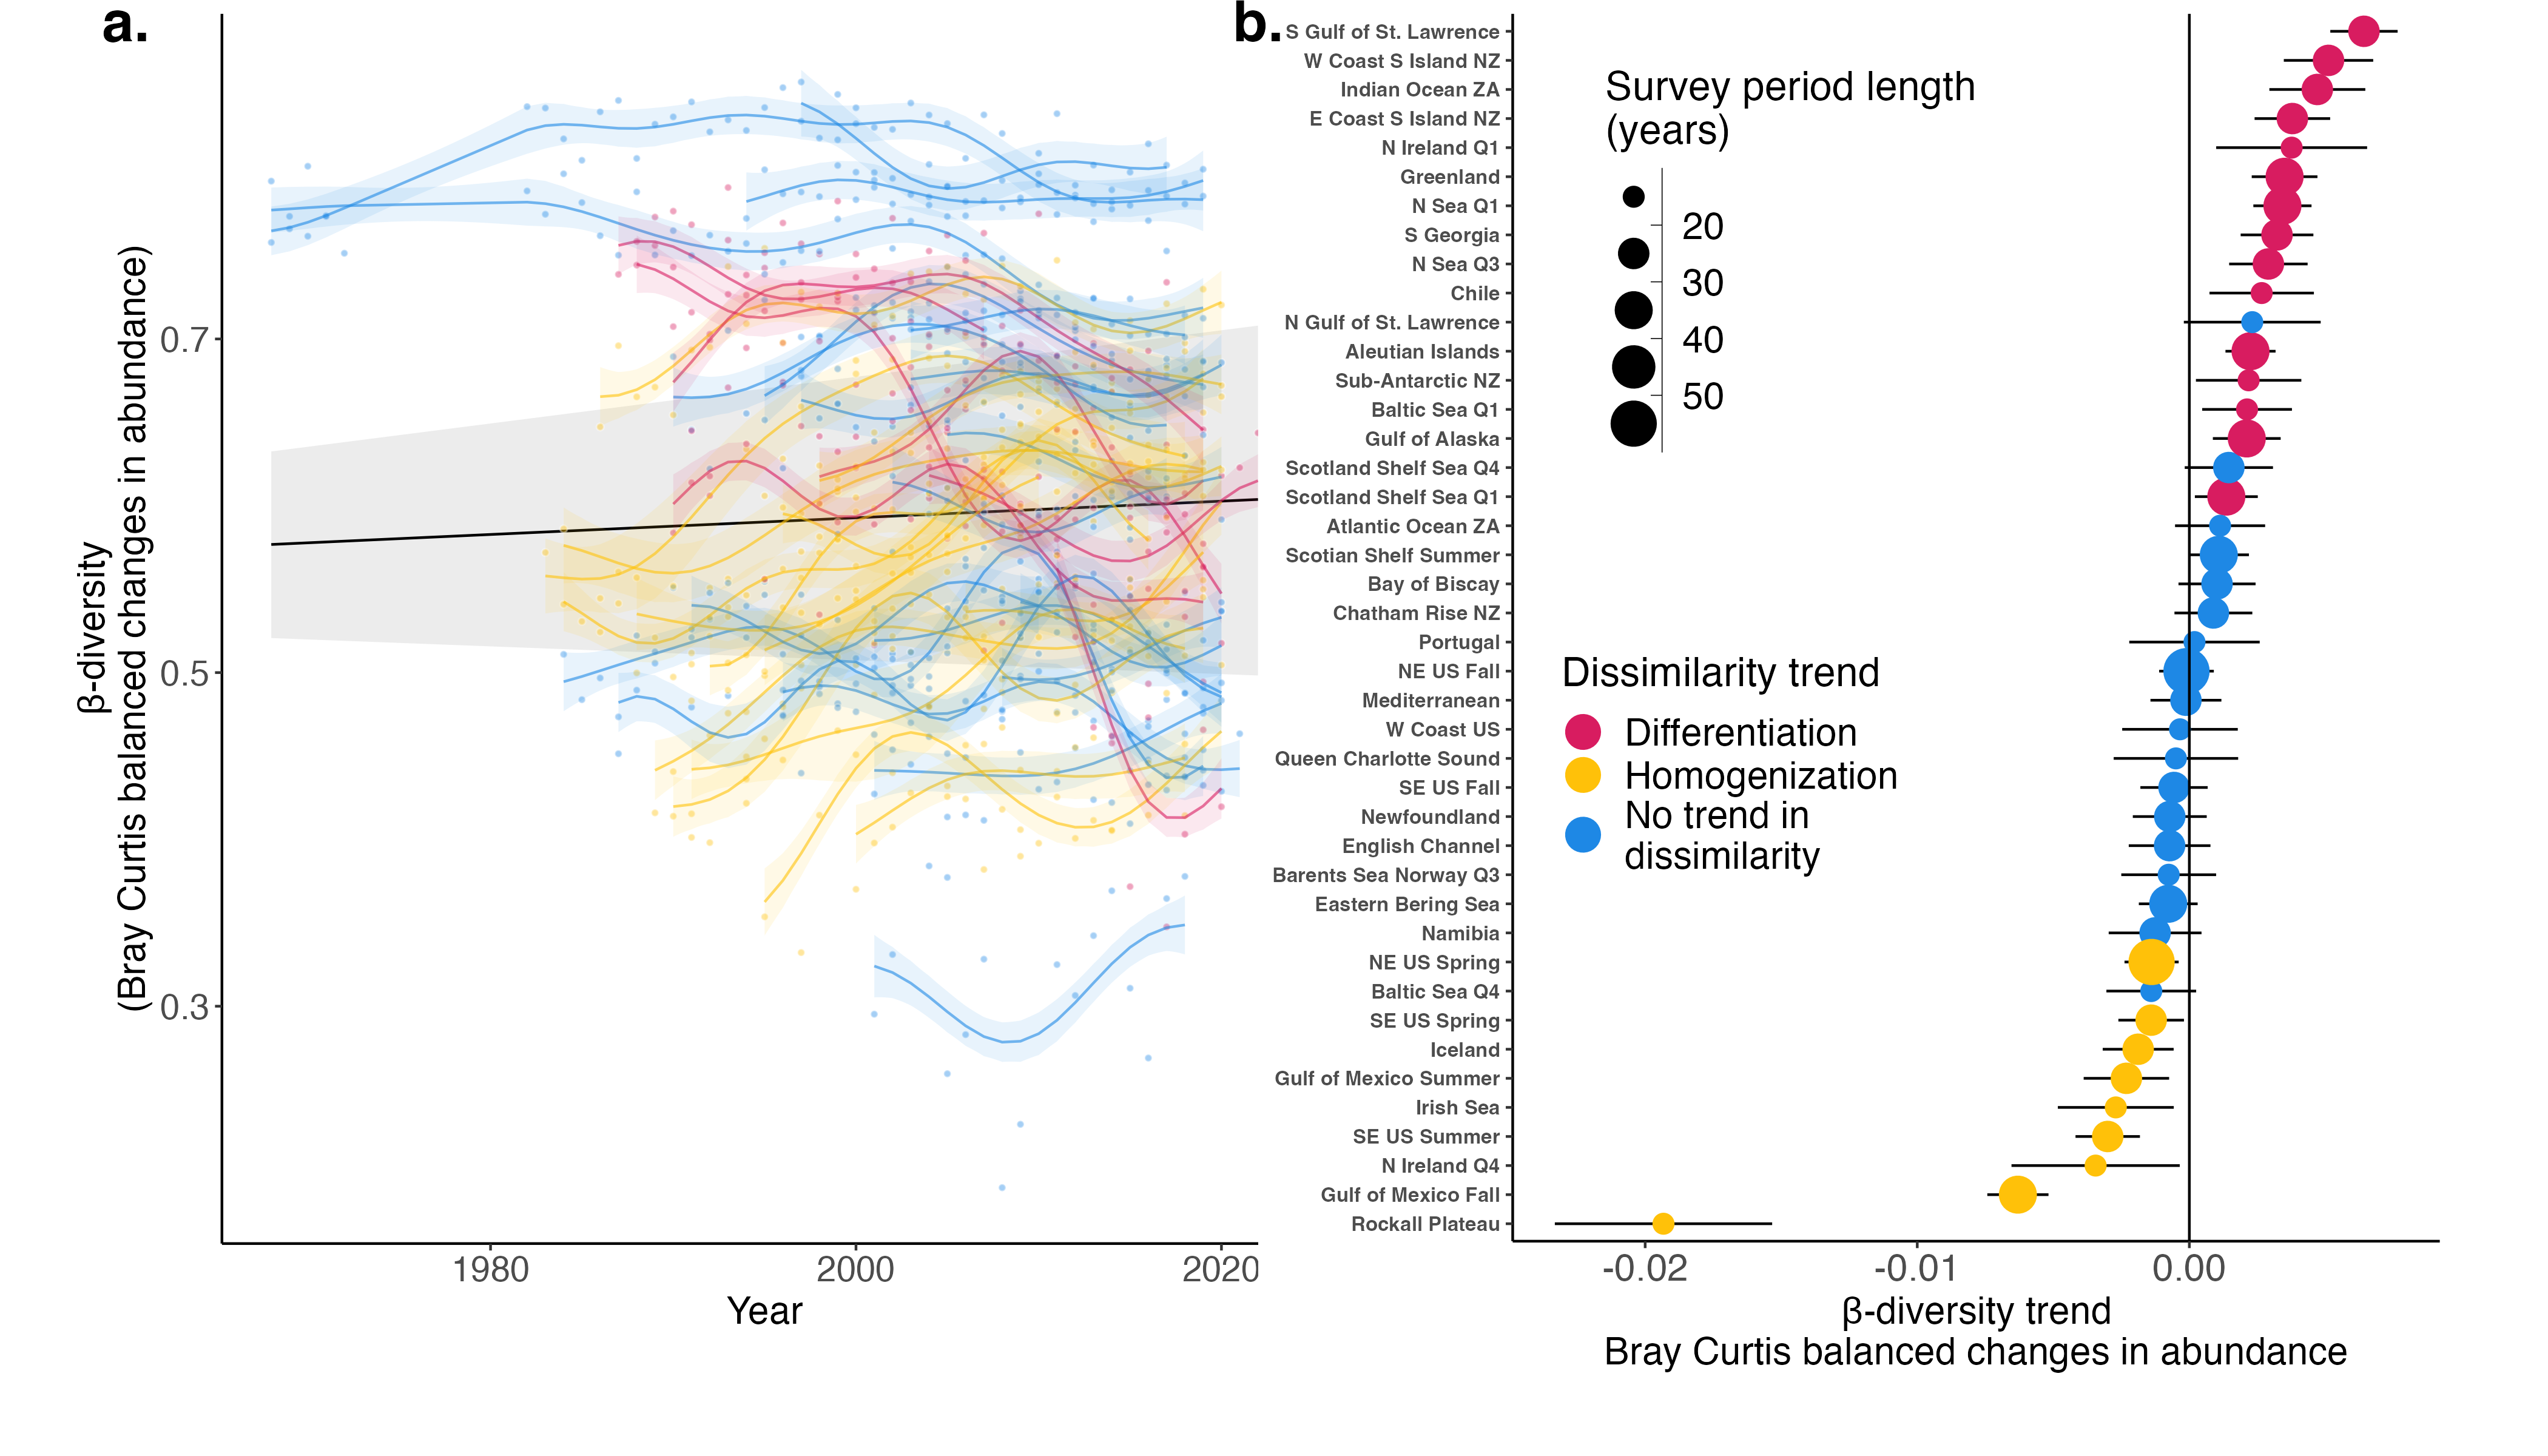 a.
β-diversity
(Bray Curtis balanced changes in abundance)
0.7
0.5
0.3
1980
2000
2020
Year
b.
S Gulf of St. Lawrence
W Coast S Island NZ
Indian Ocean ZA
E Coast S Island NZ
N Ireland Q1
Greenland
N Sea Q1
S Georgia
N Sea Q3
Chile
N Gulf of St. Lawrence
Aleutian Islands
Sub-Antarctic NZ
Baltic Sea Q1
Gulf of Alaska
Scotland Shelf Sea Q4
Scotland Shelf Sea Q1
Atlantic Ocean ZA
Scotian Shelf Summer
Bay of Biscay
Chatham Rise NZ
Portugal
NE US Fall
Mediterranean
W Coast US
Queen Charlotte Sound
SE US Fall
Newfoundland
English Channel
Barents Sea Norway Q3
Eastern Bering Sea
Namibia
NE US Spring
Baltic Sea Q4
SE US Spring
Iceland
Gulf of Mexico Summer
Irish Sea
SE US Summer
N Ireland Q4
Gulf of Mexico Fall
Rockall Plateau
Survey period length
(years)
20
30
40
50
Dissimilarity trend
Differentiation
Homogenization
No trend in
dissimilarity
-0.02
-0.01
0.00
β-diversity trend
Bray Curtis balanced changes in abundance